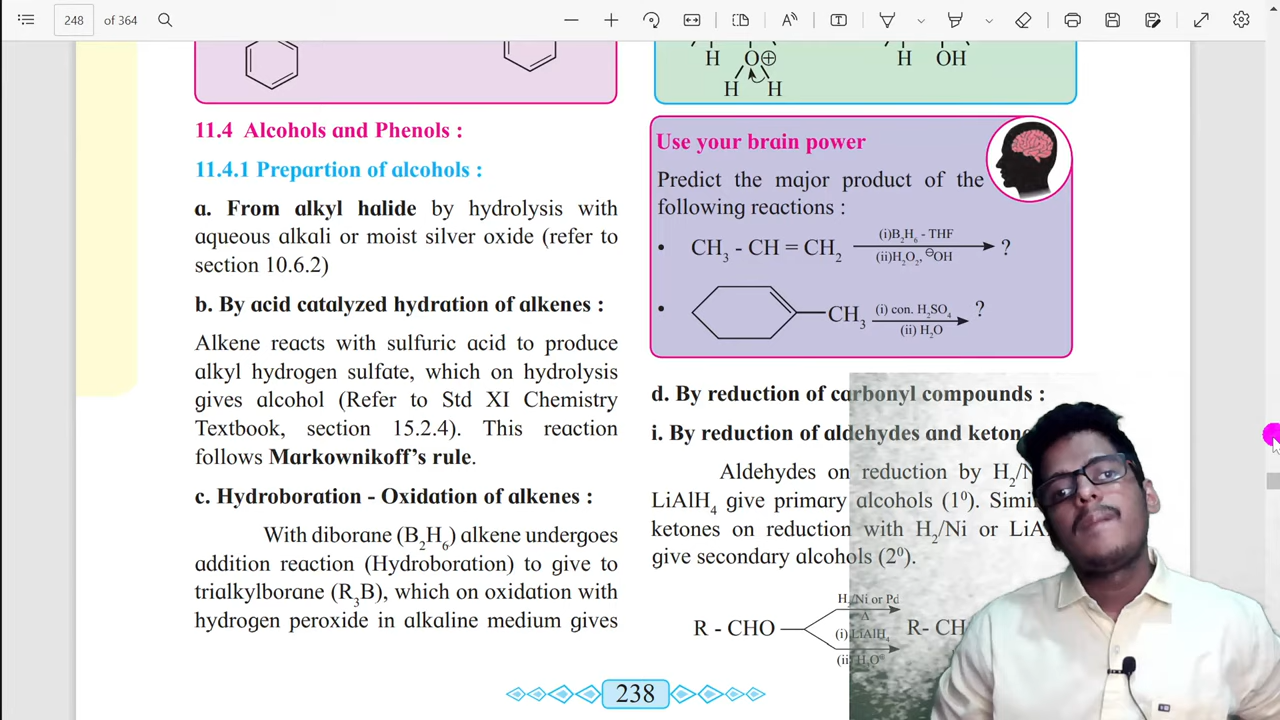 248 of 364
H O⊕ H OH
H H
11.4 Alcohols and Phenols :
11.4.1 Prepartion of alcohols :
a. From alkyl halide by hydrolysis with
aqueous alkali or moist silver oxide (refer to
section 10.6.2)
b. By acid catalyzed hydration of alkenes :
Alkene reacts with sulfuric acid to produce
alkyl hydrogen sulfate, which on hydrolysis
gives alcohol (Refer to Std XI Chemistry
Textbook, section 15.2.4). This reaction
follows Markownikoff's rule.
c. Hydroboration - Oxidation of alkenes :
With diborane (B₂H₆) alkene undergoes
addition reaction (Hydroboration) to give to
trialkylborane (R₃B), which on oxidation with
hydrogen peroxide in alkaline medium gives
Use your brain power
Predict the major product of the
following reactions :
• CH₃ - CH = CH₂ (i)B₂H₆ - THF (ii)H₂O₂, ⊖OH ?
• CH₃ (i) con. H₂SO₄ (ii) H₂O ?
d. By reduction of carbonyl compounds :
i. By reduction of aldehydes and
Aldehydes on reduction by
LiAlH₄ give primary alcohols (1⁰).
ketones on reduction with H₂/Ni or
give secondary alcohols (2⁰).
H₂/Ni or Pd
Δ
R - CHO (i) LiAlH₄ R- CH
(ii) H₂O
238